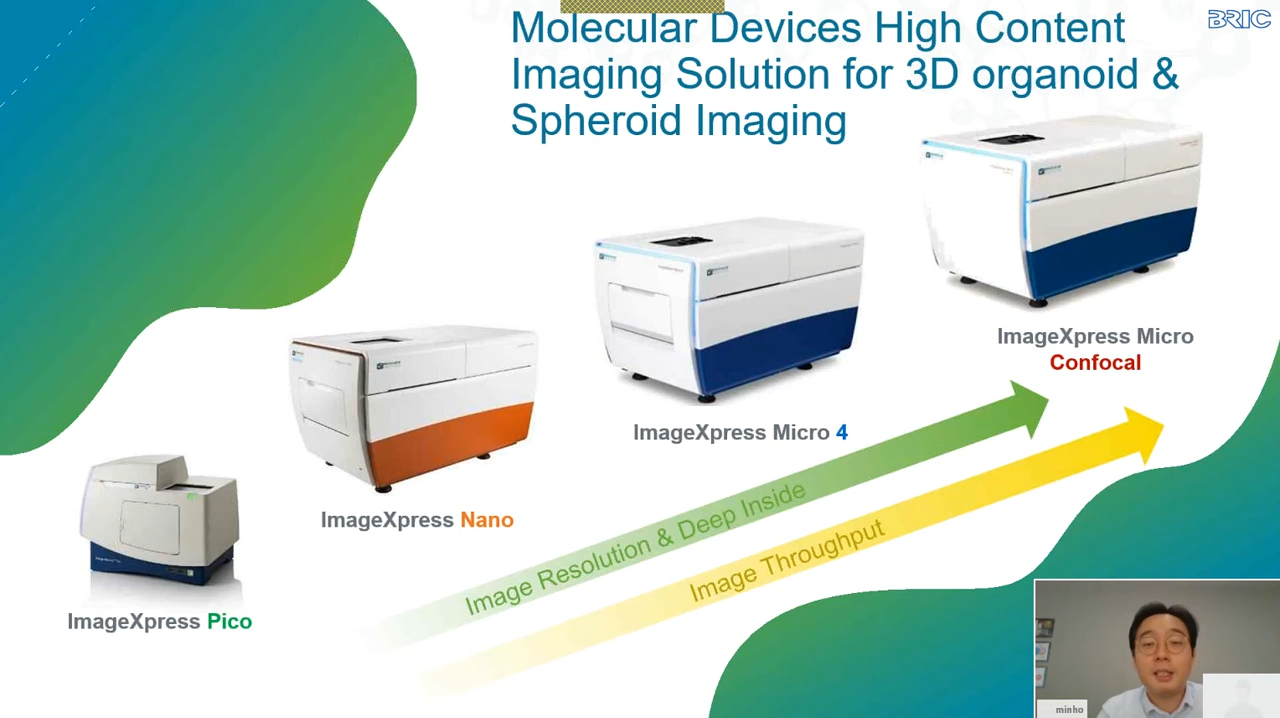 BRIC
Molecular Devices High Content
Imaging Solution for 3D organoid &
Spheroid Imaging
ImageXpress Micro
Confocal
ImageXpress Micro 4
ImageXpress Nano
ImageXpress Pico
Image Resolution & Deep Inside
Image Throughput
minho